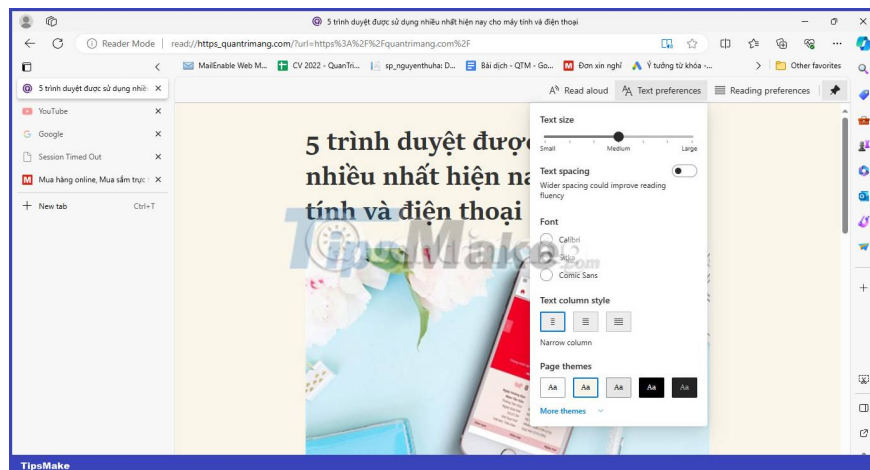 5 trình duyệt được sử dụng nhiều nhất hiện nay cho máy tính và điện thoại
Reader Mode | read://https_quantrimang.com/?url=https%3A%2F%2Fquantrimang.com%2F
MailEnable Web M... CV 2022 - QuanTri... sp_nguyenthuha: D... Bài dịch - QTM - Go... Đơn xin nghỉ Ý tưởng từ khóa -... Other favorites
5 trình duyệt được sử dụng nhiề
YouTube
Google
Session Timed Out
Mua hàng online, Mua sắm trực
New tab Ctrl+T
Read aloud Text preferences Reading preferences
5 trình duyệt được
nhiều nhất hiện na
tính và điện thoại
TipsMake
.com
Text size
Small Medium Large
Text spacing
Wider spacing could improve reading
fluency
Font
Calibri
Sitka
Comic Sans
Text column style
Narrow column
Page themes
Aa Aa Aa Aa Aa
More themes
TipsMake